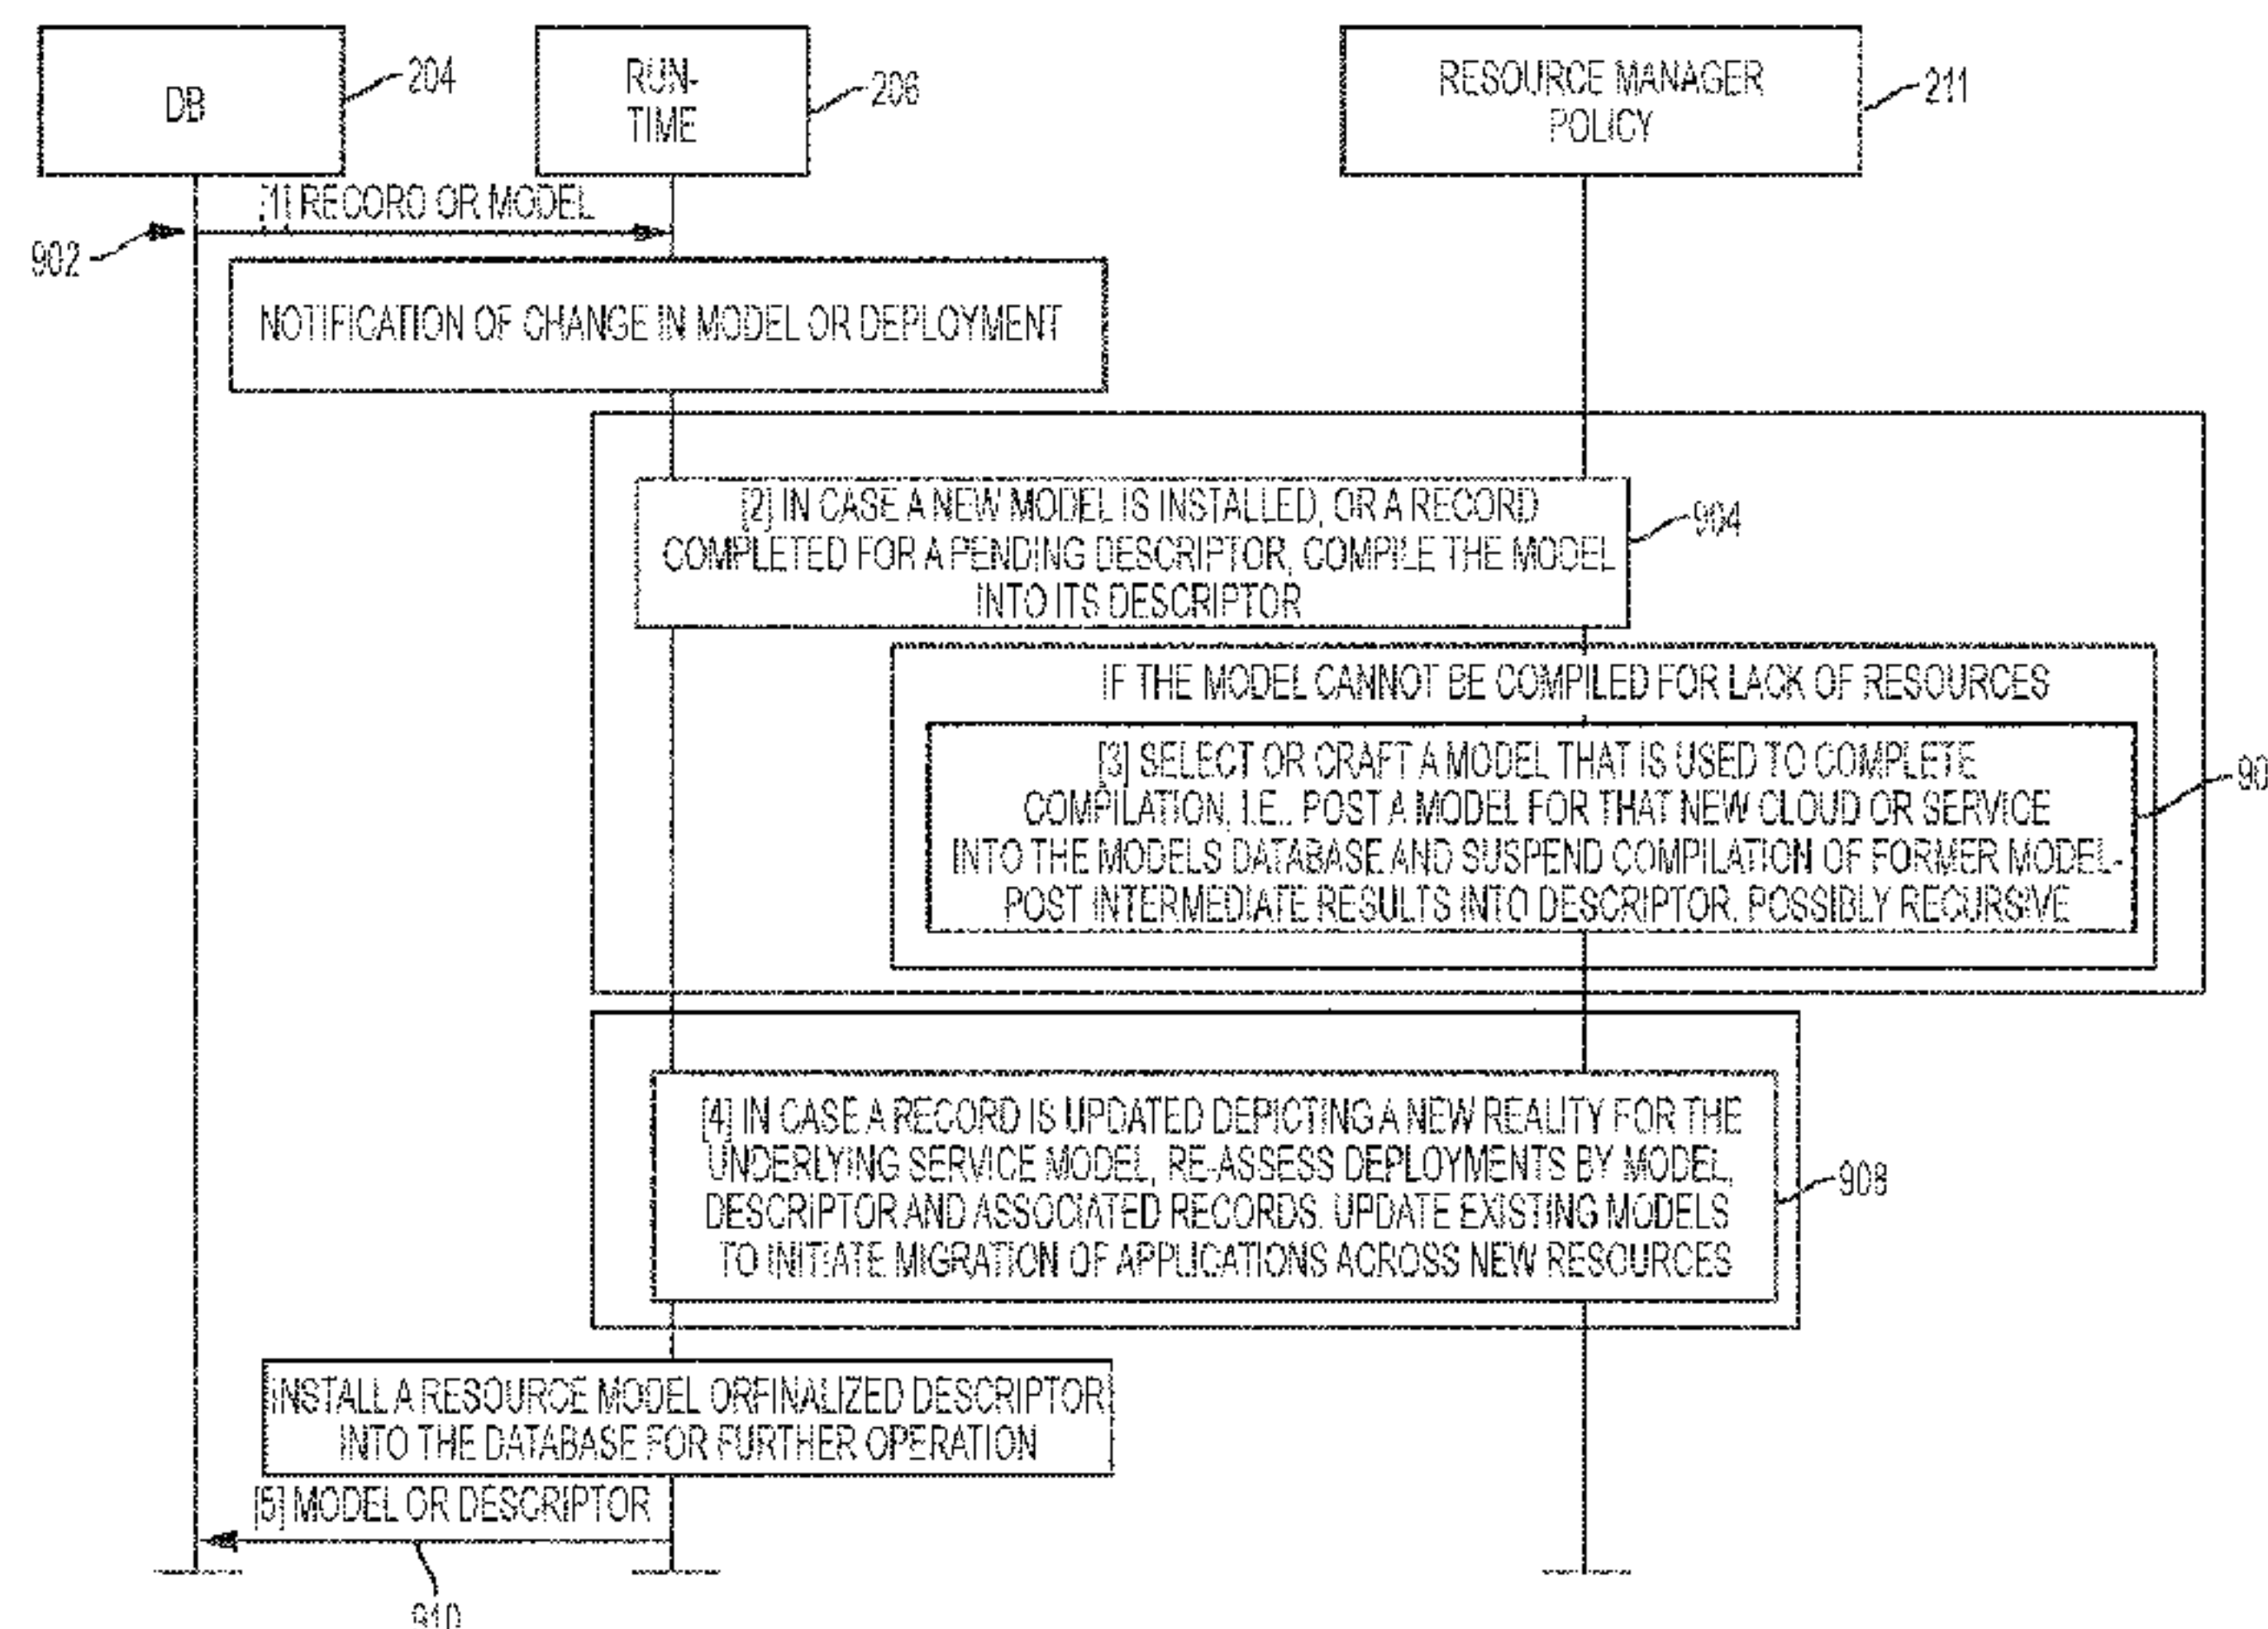 DB
204
RUN-
TIME
206
RESOURCE MANAGER
POLICY
211
[1] RECORD OR MODEL
902
NOTIFICATION OF CHANGE IN MODEL OR DEPLOYMENT
[2] IN CASE A NEW MODEL IS INSTALLED, OR A RECORD
COMPLETED FOR A PENDING DESCRIPTOR, COMPILE THE MODEL
INTO ITS DESCRIPTOR
904
IF THE MODEL CANNOT BE COMPILED FOR LACK OF RESOURCES
[3] SELECT OR CRAFT A MODEL THAT IS USED TO COMPLETE
COMPILATION, I.E.. POST A MODEL FOR THAT NEW CLOUD OR SERVICE
INTO THE MODELS DATABASE AND SUSPEND COMPILATION OF FORMER MODEL-
POST INTERMEDIATE RESULTS INTO DESCRIPTOR. POSSIBLY RECURSIVE
90
[4] IN CASE A RECORD IS UPDATED DEPICTING A NEW REALITY FOR THE
UNDERLYING SERVICE MODEL, RE-ASSESS DEPLOYMENTS BY MODEL,
DESCRIPTOR AND ASSOCIATED RECORDS. UPDATE EXISTING MODELS
TO INITIATE MIGRATION OF APPLICATIONS ACROSS NEW RESOURCES
908
INSTALL A RESOURCE MODEL ORFINALIZED DESCRIPTOR
INTO THE DATABASE FOR FURTHER OPERATION
[5] MODEL OR DESCRIPTOR
910